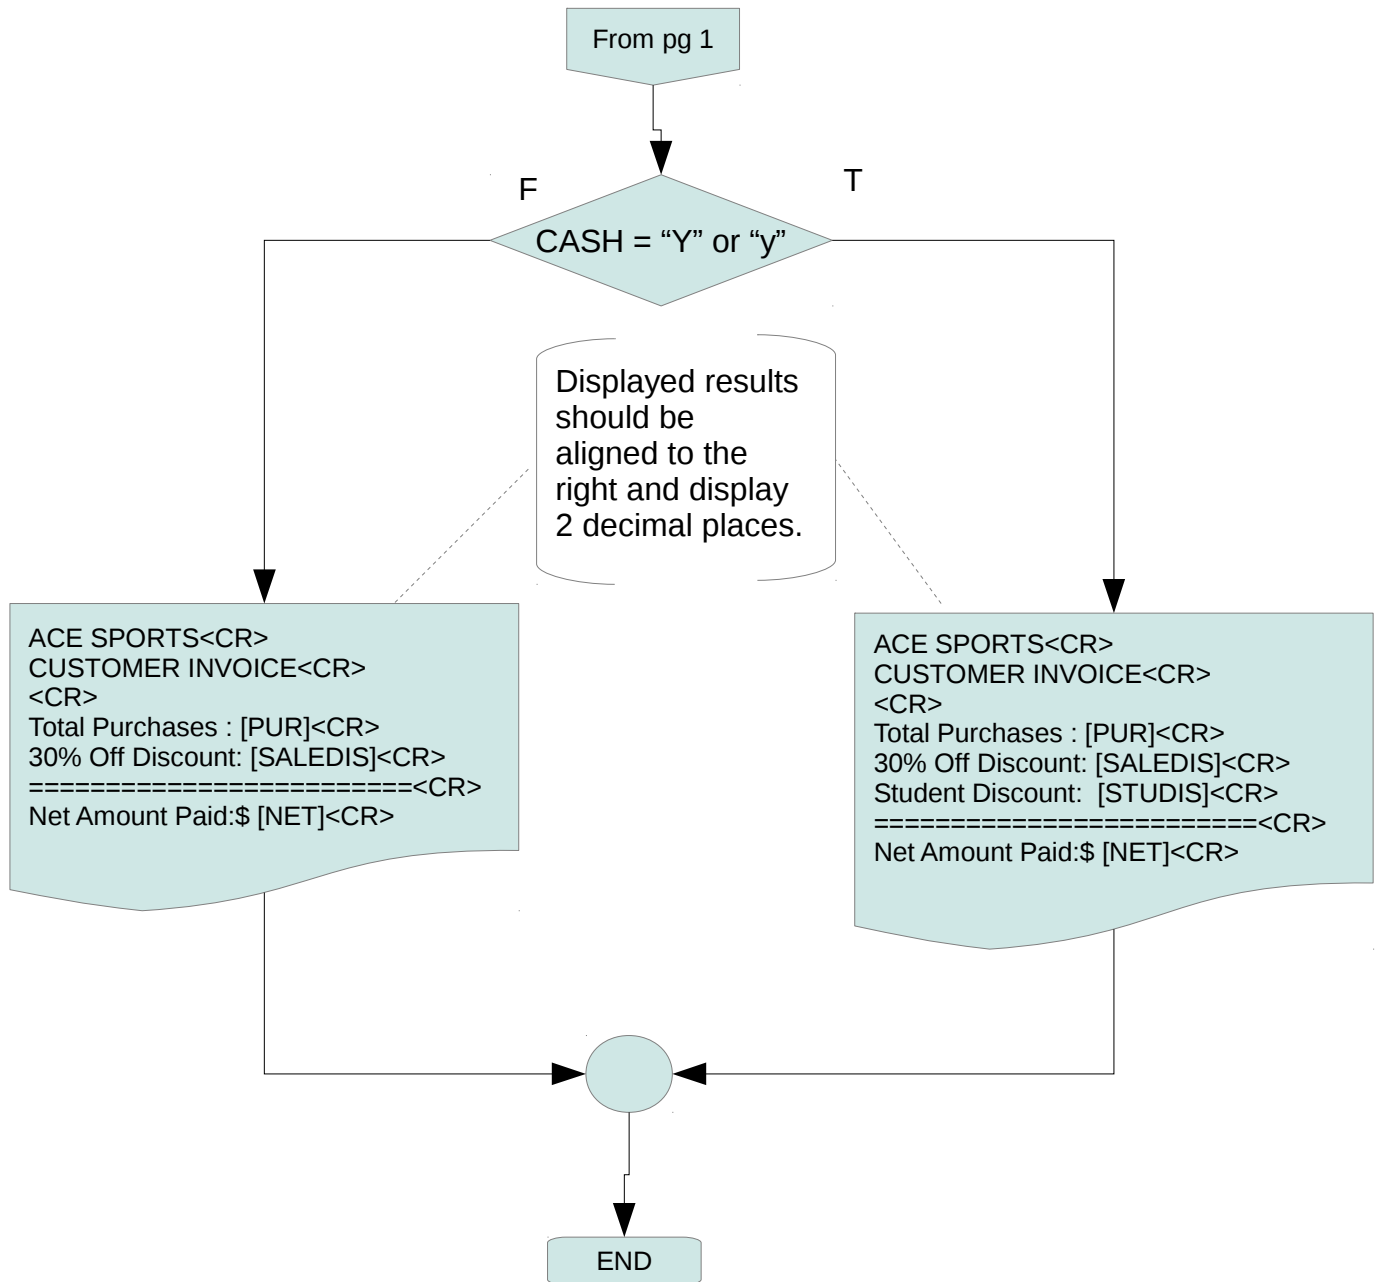 From pg 1
F
T
CASH = “Y” or “y”
Displayed results
should be
aligned to the
right and display
2 decimal places.
ACE SPORTS<CR>
CUSTOMER INVOICE<CR>
<CR>
Total Purchases : [PUR]<CR>
30% Off Discount: [SALEDIS]<CR>
=========================<CR>
Net Amount Paid:$ [NET]<CR>
ACE SPORTS<CR>
CUSTOMER INVOICE<CR>
<CR>
Total Purchases : [PUR]<CR>
30% Off Discount: [SALEDIS]<CR>
Student Discount:  [STUDIS]<CR>
=========================<CR>
Net Amount Paid:$ [NET]<CR>
END